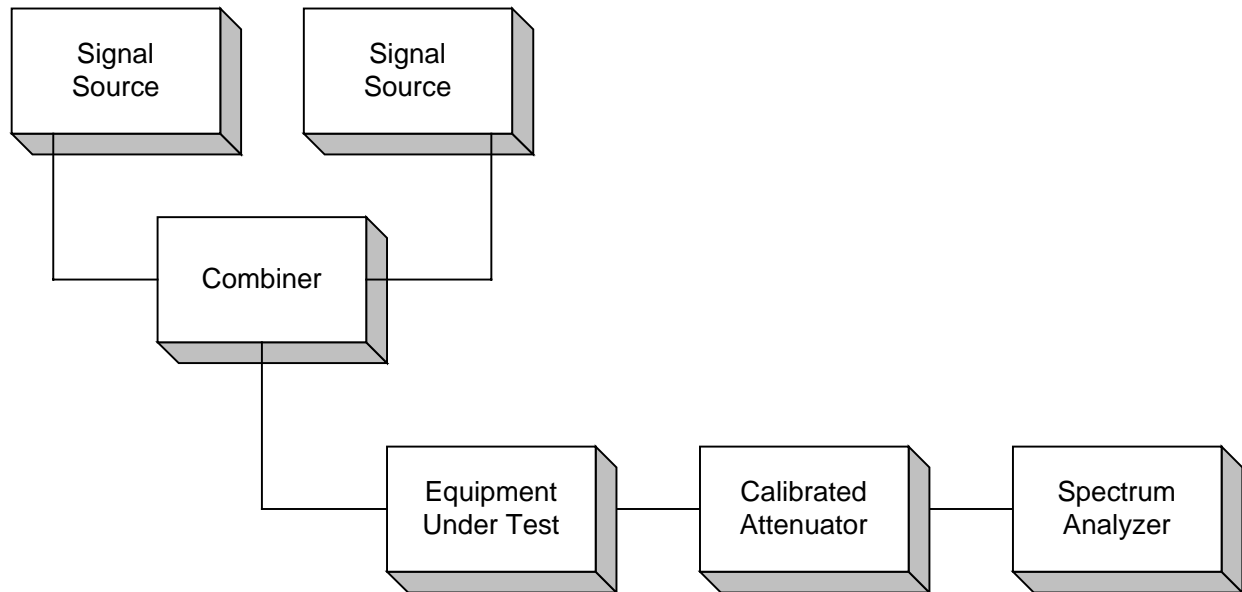 Signal
Source
Signal
Source
Combiner
Equipment
Under Test
Calibrated
Attenuator
Spectrum
Analyzer